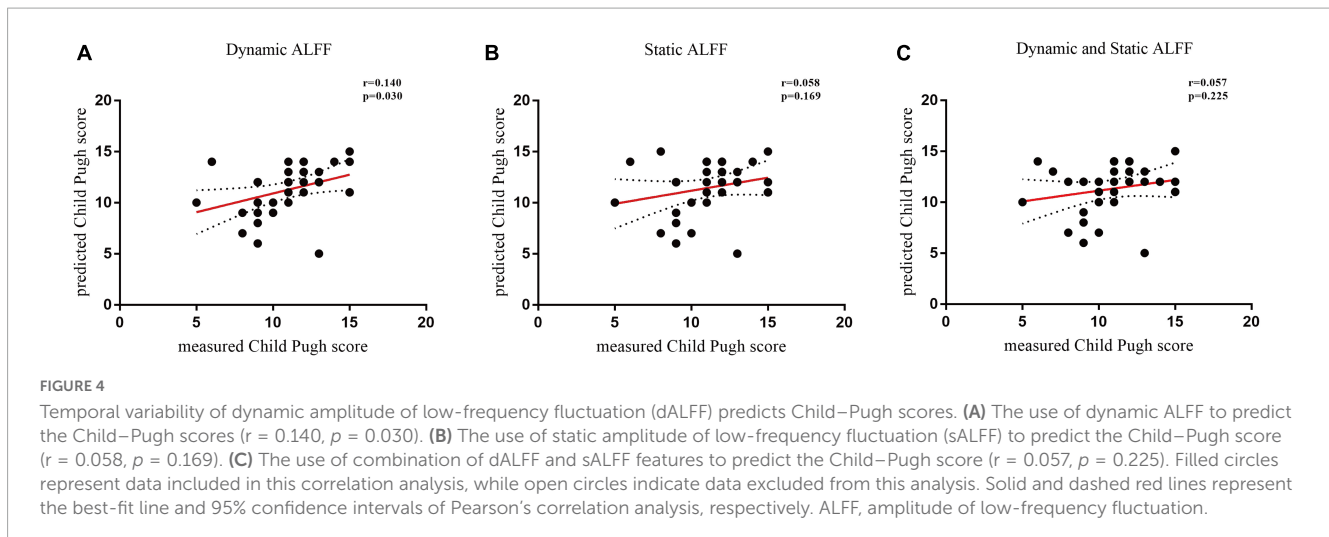 A
Dynamic ALFF
r=0.140
p=0.030
predicted Child Pugh score
20
15
10
5
0
0 5 10 15 20
measured Child Pugh score
B
Static ALFF
r=0.058
p=0.169
predicted Child Pugh score
20
15
10
5
0
0 5 10 15 20
measured Child Pugh score
C
Dynamic and Static ALFF
r=0.057
p=0.225
predicted Child Pugh score
20
15
10
5
0
0 5 10 15 20
measured Child Pugh score
FIGURE 4
Temporal variability of dynamic amplitude of low-frequency fluctuation (dALFF) predicts Child–Pugh scores. (A) The use of dynamic ALFF to predict
the Child–Pugh scores (r = 0.140, p = 0.030). (B) The use of static amplitude of low-frequency fluctuation (sALFF) to predict the Child–Pugh score
(r = 0.058, p = 0.169). (C) The use of combination of dALFF and sALFF features to predict the Child–Pugh score (r = 0.057, p = 0.225). Filled circles
represent data included in this correlation analysis, while open circles indicate data excluded from this analysis. Solid and dashed red lines represent
the best-fit line and 95% confidence intervals of Pearson's correlation analysis, respectively. ALFF, amplitude of low-frequency fluctuation.